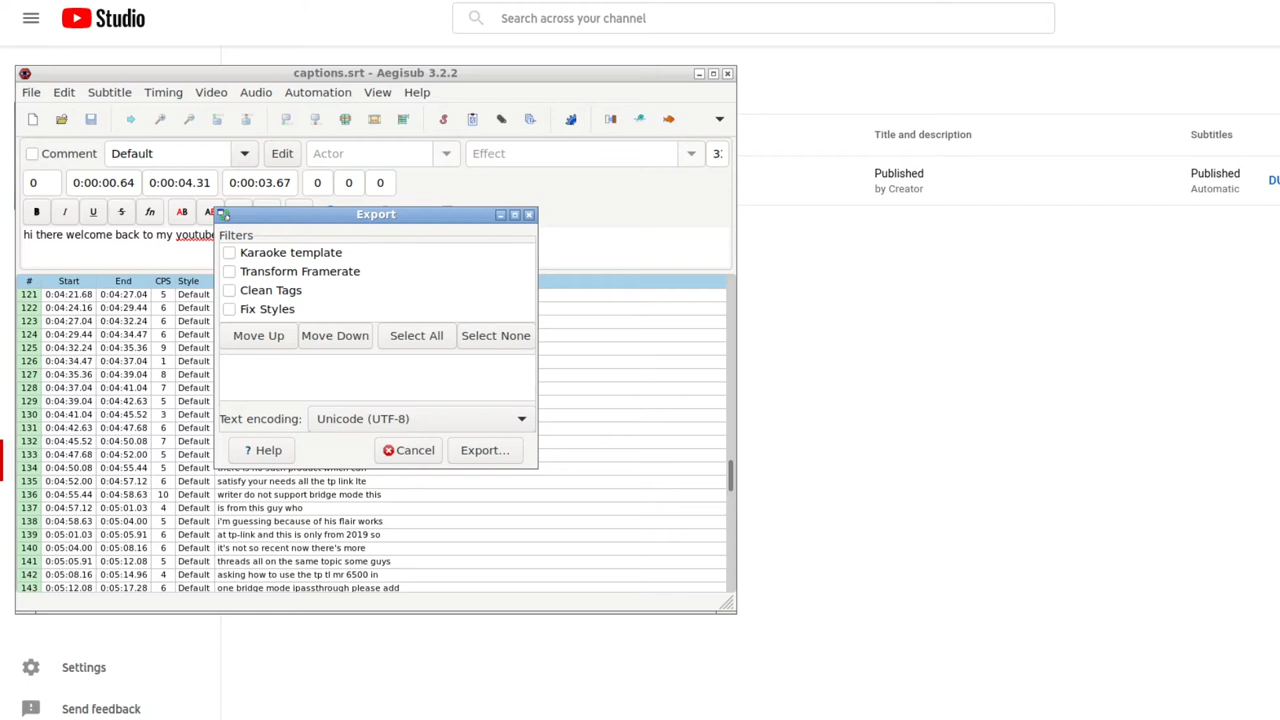 Studio
Search across your channel
captions.srt - Aegisub 3.2.2
File Edit Subtitle Timing Video Audio Automation View Help
Title and description Subtitles
Comment Default Edit Actor Effect
Published Published
by Creator Automatic
0 0:00:00.64 0:00:04.31 0:00:03.67 0 0 0
B I U S fn AB
Export
hi there welcome back to my youtube
Filters
Karaoke template
Transform Framerate
Clean Tags
Fix Styles
Move Up Move Down Select All Select None
Text encoding: Unicode (UTF-8)
? Help Cancel Export...
# Start End CPS Style
121 0:04:21.68 0:04:27.04 5 Default
122 0:04:24.16 0:04:29.44 6 Default
123 0:04:27.04 0:04:32.24 6 Default
124 0:04:29.44 0:04:34.47 6 Default
125 0:04:32.24 0:04:35.36 9 Default
126 0:04:34.47 0:04:37.04 1 Default
127 0:04:35.36 0:04:39.04 8 Default
128 0:04:37.04 0:04:41.04 7 Default
129 0:04:39.04 0:04:42.63 5 Default
130 0:04:41.04 0:04:45.52 3 Default
131 0:04:42.63 0:04:47.68 6 Default
132 0:04:45.52 0:04:50.08 7 Default
133 0:04:47.68 0:04:52.00 5 Default
134 0:04:50.08 0:04:55.44 5 Default there is no such product which can
135 0:04:52.00 0:04:57.12 6 Default satisfy your needs all the tp link lte
136 0:04:55.44 0:04:58.63 10 Default writer do not support bridge mode this
137 0:04:57.12 0:05:01.03 4 Default is from this guy who
138 0:04:58.63 0:05:04.00 5 Default i'm guessing because of his flair works
139 0:05:01.03 0:05:05.91 6 Default at tp-link and this is only from 2019 so
140 0:05:04.00 0:05:08.16 6 Default it's not so recent now there's more
141 0:05:05.91 0:05:12.08 5 Default threads all on the same topic some guys
142 0:05:08.16 0:05:14.96 4 Default asking how to use the tp tl mr 6500 in
143 0:05:12.08 0:05:17.28 6 Default one bridge mode ipassthrough please add
Settings
Send feedback